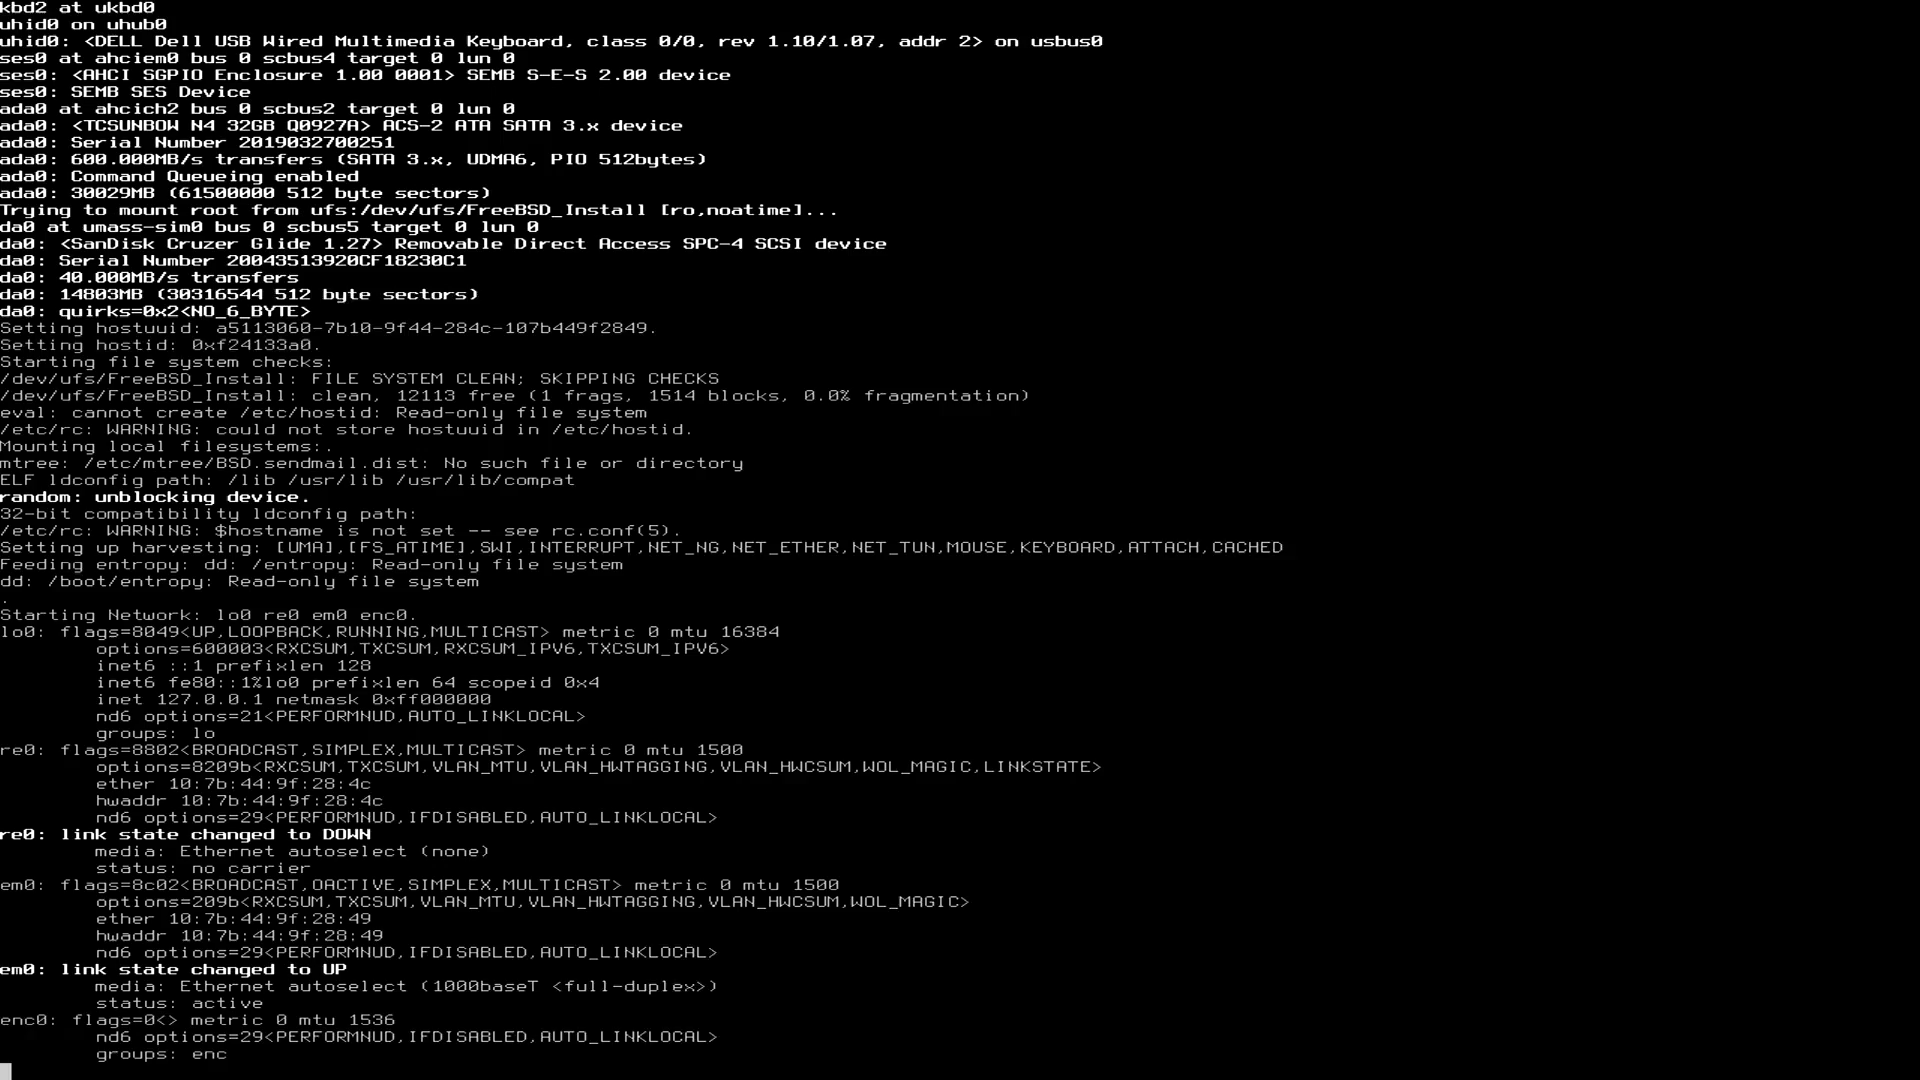 kbd2 at ukbd0
uhid0 on uhub0
uhid0: <DELL Dell USB Wired Multimedia Keyboard, class 0/0, rev 1.10/1.07, addr 2> on usbus0
ses0 at ahciem0 bus 0 scbus4 target 0 lun 0
ses0: <AHCI SGPIO Enclosure 1.00 0001> SEMB S-E-S 2.00 device
ses0: SEMB SES Device
ada0 at ahcich2 bus 0 scbus2 target 0 lun 0
ada0: <TCSUNBOW N4 32GB Q0927A> ACS-2 ATA SATA 3.x device
ada0: Serial Number 2019032700251
ada0: 600.000MB/s transfers (SATA 3.x, UDMA6, PIO 512bytes)
ada0: Command Queueing enabled
ada0: 30029MB (61500000 512 byte sectors)
Trying to mount root from ufs:/dev/ufs/FreeBSD_Install [ro,noatime]...
da0 at umass-sim0 bus 0 scbus5 target 0 lun 0
da0: <SanDisk Cruzer Glide 1.27> Removable Direct Access SPC-4 SCSI device
da0: Serial Number 20043513920CF18230C1
da0: 40.000MB/s transfers
da0: 14803MB (30316544 512 byte sectors)
da0: quirks=0x2<NO_6_BYTE>
Setting hostuuid: a5113060-7b10-9f44-284c-107b449f2849.
Setting hostid: 0xf24133a0.
Starting file system checks:
/dev/ufs/FreeBSD_Install: FILE SYSTEM CLEAN; SKIPPING CHECKS
/dev/ufs/FreeBSD_Install: clean, 12113 free (1 frags, 1514 blocks, 0.0% fragmentation)
eval: cannot create /etc/hostid: Read-only file system
/etc/rc: WARNING: could not store hostuuid in /etc/hostid.
Mounting local filesystems:.
mtree: /etc/mtree/BSD.sendmail.dist: No such file or directory
ELF ldconfig path: /lib /usr/lib /usr/lib/compat
random: unblocking device.
32-bit compatibility ldconfig path:
/etc/rc: WARNING: $hostname is not set -- see rc.conf(5).
Setting up harvesting: [UMA],[FS_ATIME],SWI,INTERRUPT,NET_NG,NET_ETHER,NET_TUN,MOUSE,KEYBOARD,ATTACH,CACHED
Feeding entropy: dd: /entropy: Read-only file system
dd: /boot/entropy: Read-only file system
.
Starting Network: lo0 re0 em0 enc0.
lo0: flags=8049<UP,LOOPBACK,RUNNING,MULTICAST> metric 0 mtu 16384
options=600003<RXCSUM,TXCSUM,RXCSUM_IPV6,TXCSUM_IPV6>
inet6 ::1 prefixlen 128
inet6 fe80::1%lo0 prefixlen 64 scopeid 0x4
inet 127.0.0.1 netmask 0xff000000
nd6 options=21<PERFORMNUD,AUTO_LINKLOCAL>
groups: lo
re0: flags=8802<BROADCAST,SIMPLEX,MULTICAST> metric 0 mtu 1500
options=8209b<RXCSUM,TXCSUM,VLAN_MTU,VLAN_HWTAGGING,VLAN_HWCSUM,WOL_MAGIC,LINKSTATE>
ether 10:7b:44:9f:28:4c
hwaddr 10:7b:44:9f:28:4c
nd6 options=29<PERFORMNUD,IFDISABLED,AUTO_LINKLOCAL>
re0: link state changed to DOWN
media: Ethernet autoselect (none)
status: no carrier
em0: flags=8c02<BROADCAST,OACTIVE,SIMPLEX,MULTICAST> metric 0 mtu 1500
options=209b<RXCSUM,TXCSUM,VLAN_MTU,VLAN_HWTAGGING,VLAN_HWCSUM,WOL_MAGIC>
ether 10:7b:44:9f:28:49
hwaddr 10:7b:44:9f:28:49
nd6 options=29<PERFORMNUD,IFDISABLED,AUTO_LINKLOCAL>
em0: link state changed to UP
media: Ethernet autoselect (1000baseT <full-duplex>)
status: active
enc0: flags=0<> metric 0 mtu 1536
nd6 options=29<PERFORMNUD,IFDISABLED,AUTO_LINKLOCAL>
groups: enc